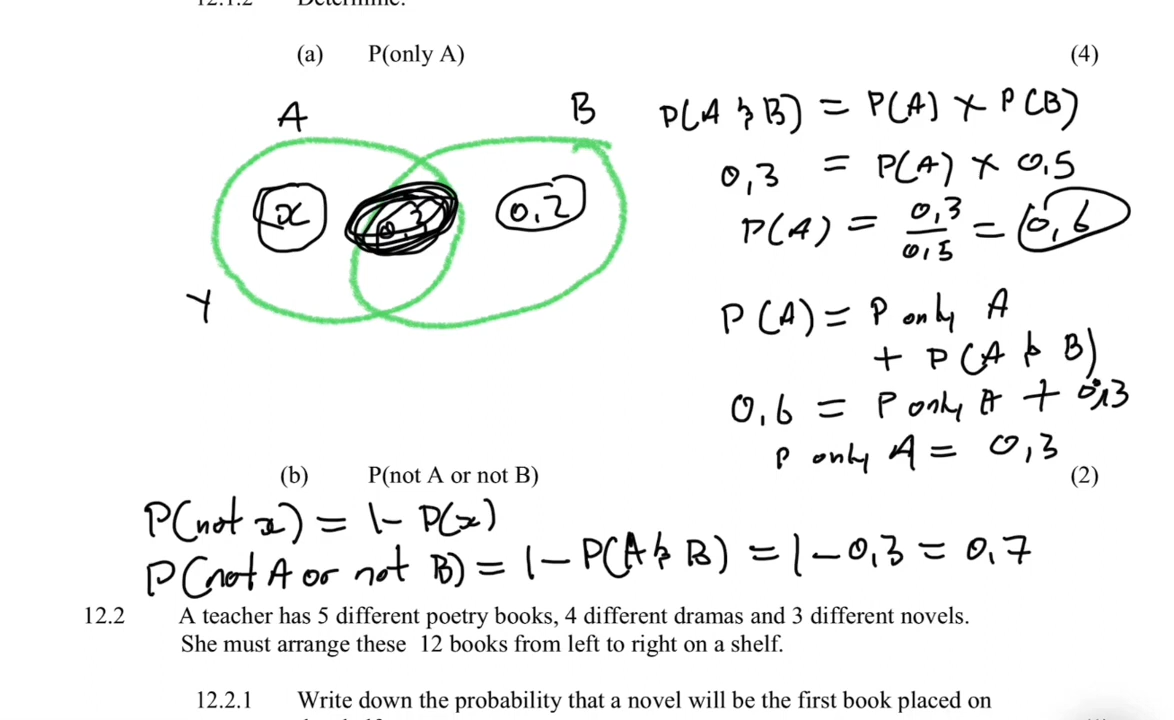 12.1.2 Determine:
(a) P(only A) (4)
A
B
x
0,3
0,2
Y
P(A & B) = P(A) × P(B)
0,3 = P(A) × 0,5
P(A) = 0,3 / 0,5 = 0,6
P(A) = P only A
+ P(A & B)
0,6 = P only A + 0,3
P only A = 0,3
(b) P(not A or not B) (2)
P(not x) = 1 - P(x)
P(not A or not B) = 1 - P(A & B) = 1 - 0,3 = 0,7
12.2 A teacher has 5 different poetry books, 4 different dramas and 3 different novels.
She must arrange these 12 books from left to right on a shelf.
12.2.1 Write down the probability that a novel will be the first book placed on